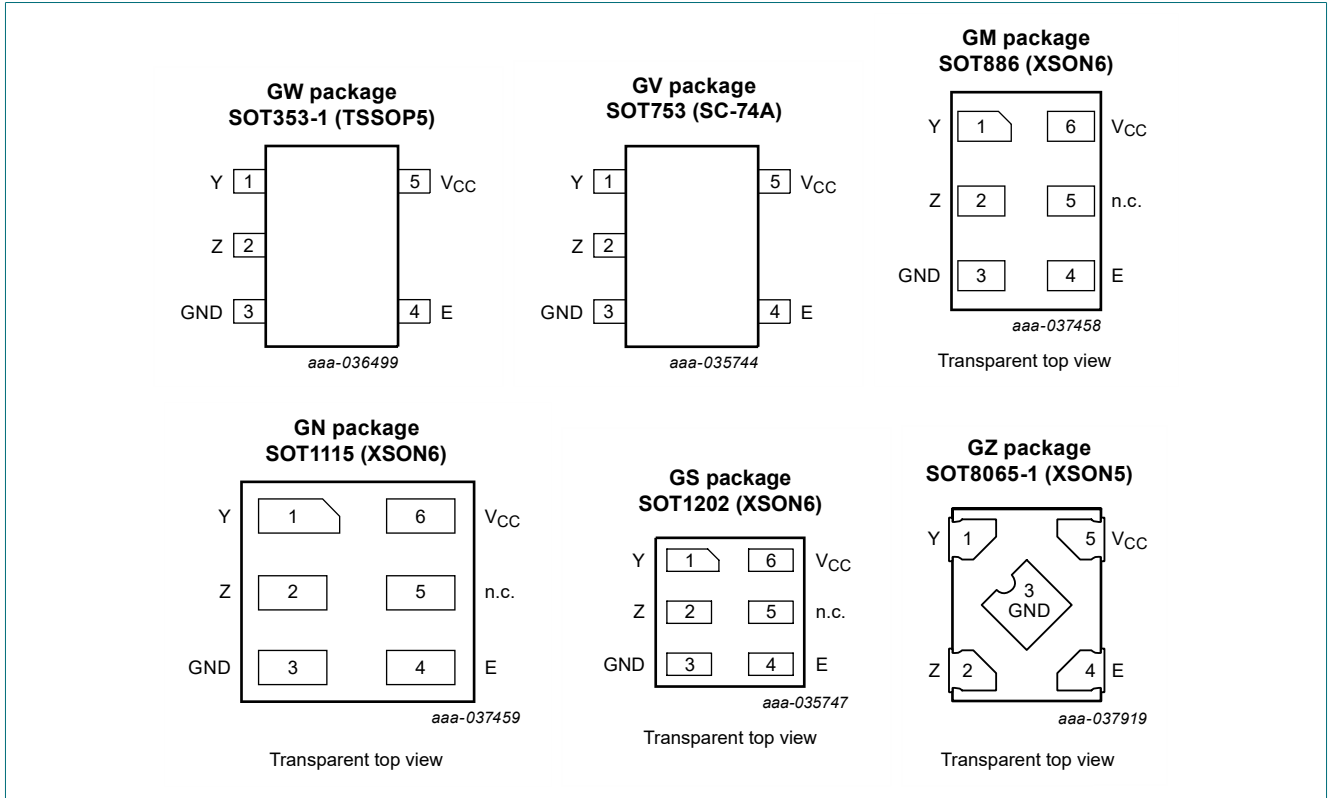 GW package
SOT353-1 (TSSOP5)
Y 1 5 VCC
Z 2
GND 3 4 E
aaa-036499
GV package
SOT753 (SC-74A)
Y 1 5 VCC
Z 2
GND 3 4 E
aaa-035744
GM package
SOT886 (XSON6)
Y 1 6 VCC
Z 2 5 n.c.
GND 3 4 E
aaa-037458
Transparent top view
GN package
SOT1115 (XSON6)
Y 1 6 VCC
Z 2 5 n.c.
GND 3 4 E
aaa-037459
Transparent top view
GS package
SOT1202 (XSON6)
Y 1 6 VCC
Z 2 5 n.c.
GND 3 4 E
aaa-035747
Transparent top view
GZ package
SOT8065-1 (XSON5)
Y 1 5 VCC
3
GND
Z 2 4 E
aaa-037919
Transparent top view